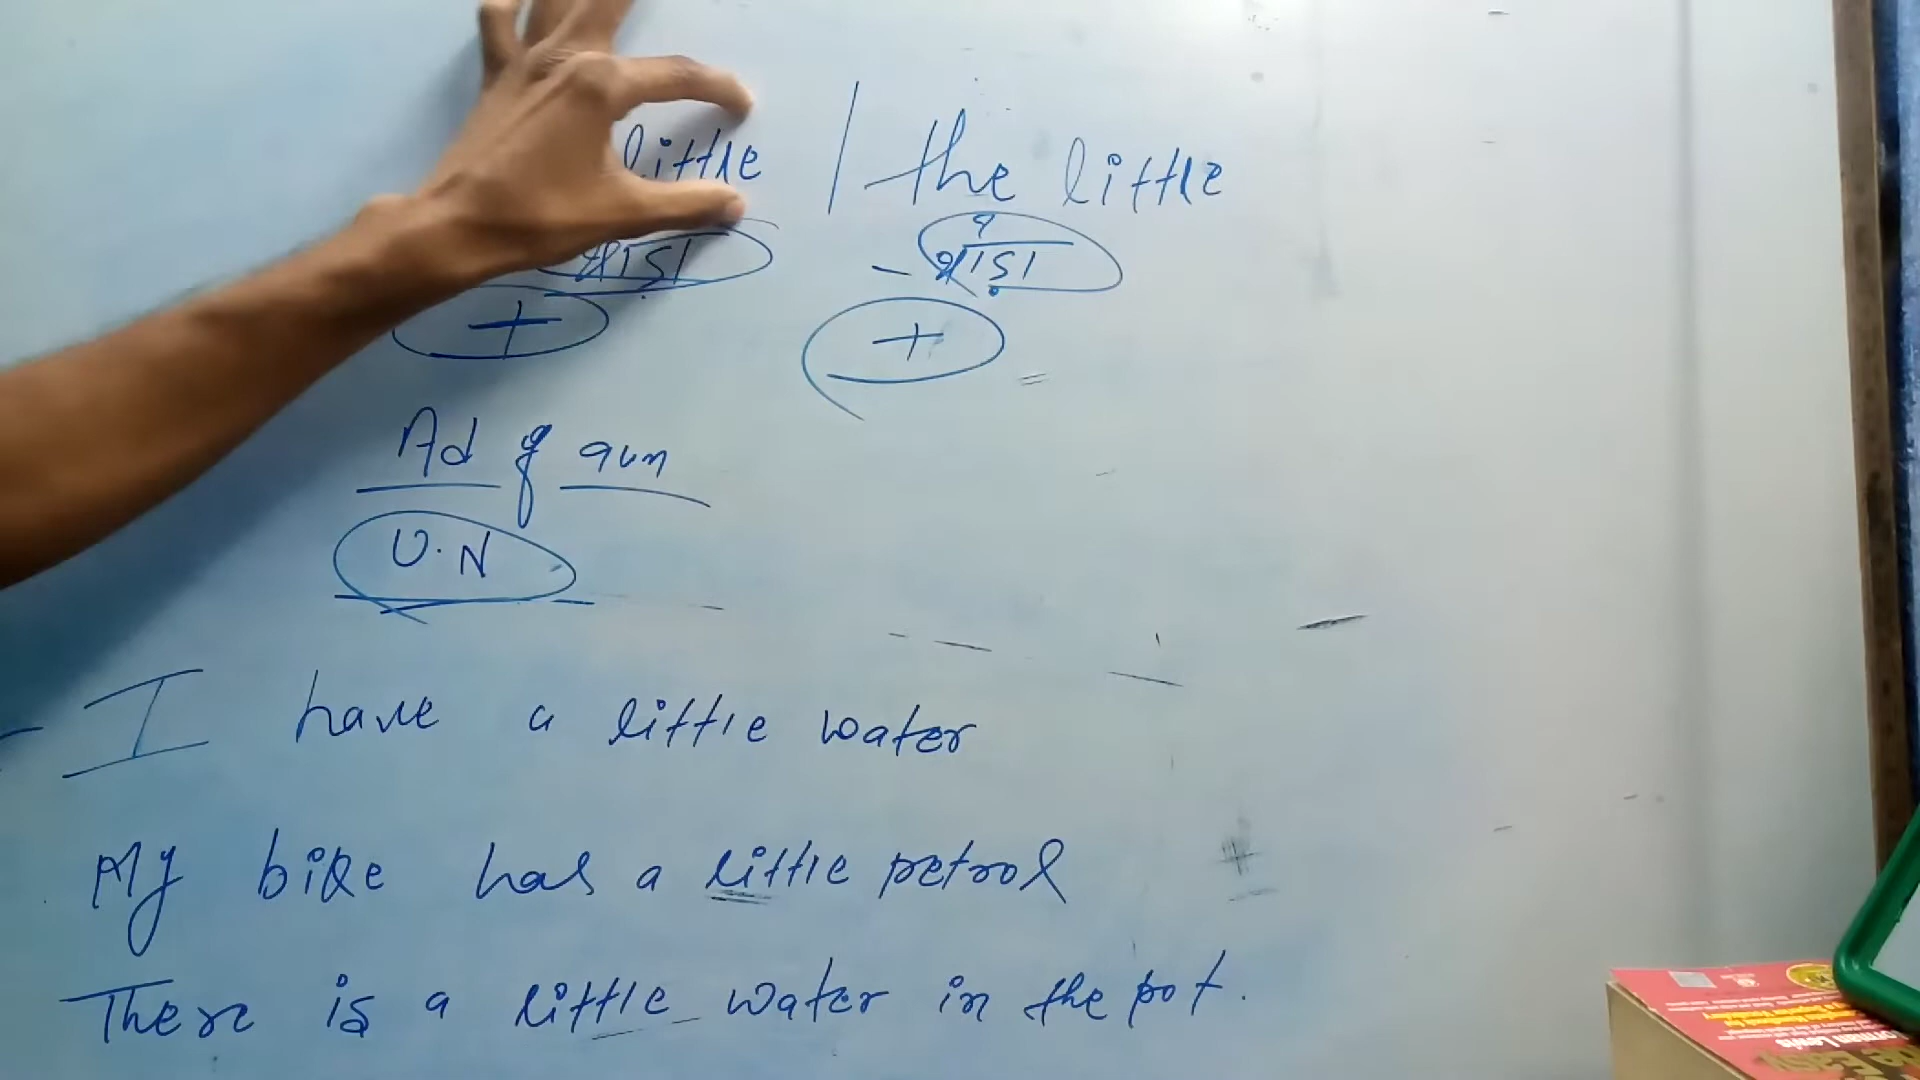 little / the little
थोड़ा - थोड़ा
+ +
Ad of qun
U.N
I have a little water
My bike has a little petrol
There is a little water in the pot.